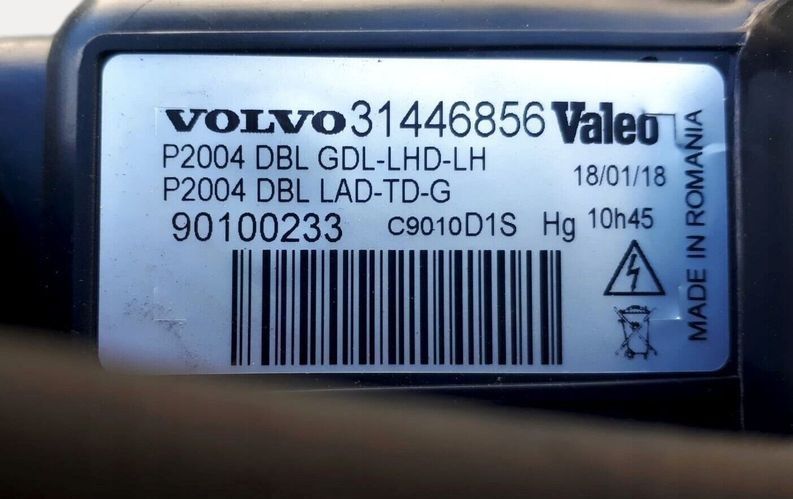 VOLVO 31446856 Valeo
P2004 DBL GDL-LHD-LH
P2004 DBL LAD-TD-G
18/01/18
90100233 C9010D1S Hg 10h45
MADE IN ROMANIA